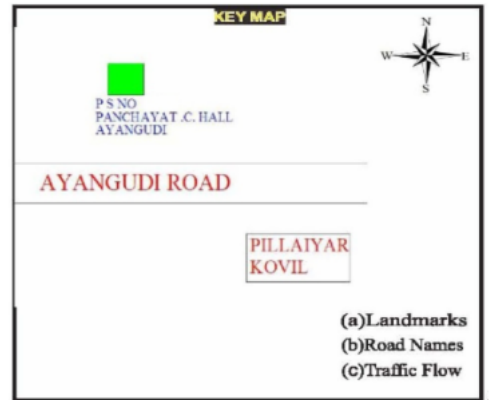 KEY MAP
N
W
E
S
P S NO
PANCHAYAT .C. HALL
AYANGUDI
AYANGUDI ROAD
PILLAIYAR
KOVIL
(a)Landmarks
(b)Road Names
(c)Traffic Flow